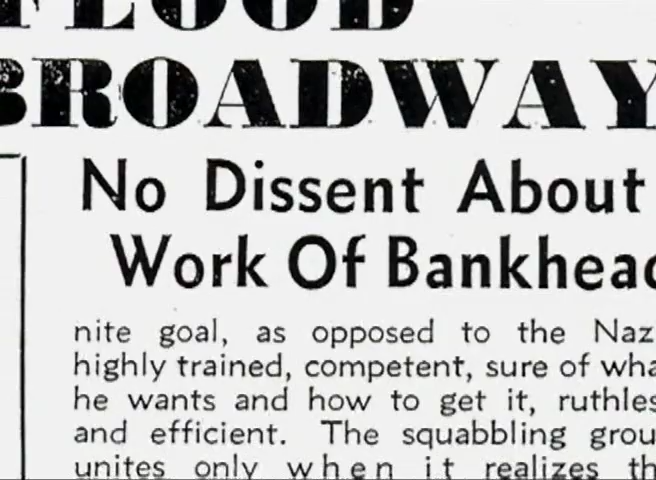 FLOOD
BROADWAY
No Dissent About
Work Of Bankhead
nite goal, as opposed to the Naz
highly trained, competent, sure of wha
he wants and how to get it, ruthles
and efficient. The squabbling grou
unites only when it realizes th